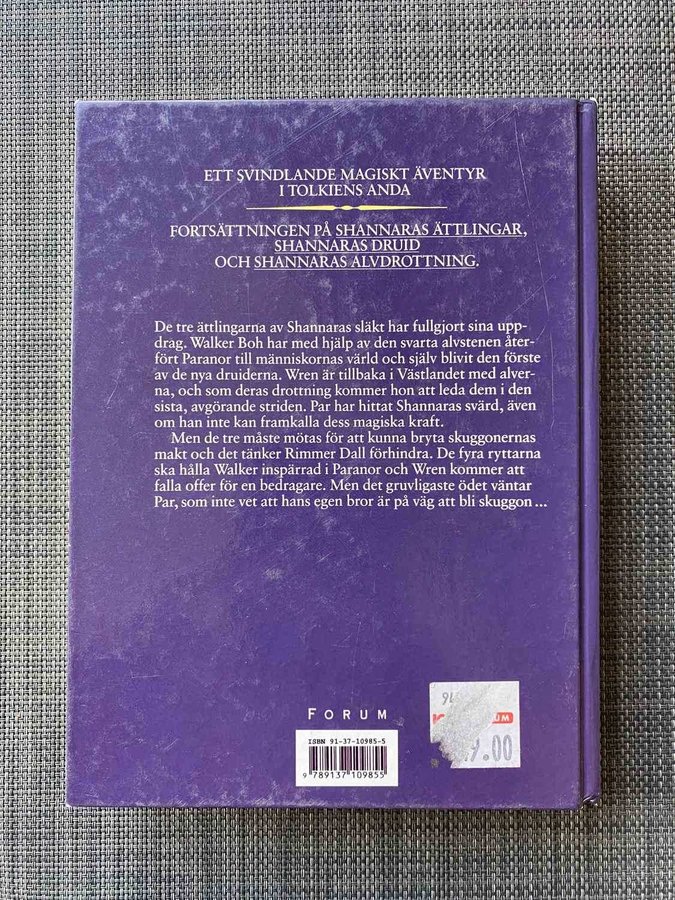 ETT SVINDLANDE MAGISKT ÄVENTYR
I TOLKIENS ANDA
FORTSÄTTNINGEN PÅ SHANNARAS ÄTTLINGAR,
SHANNARAS DRUID
OCH SHANNARAS ALVDROTTNING.
De tre ättlingarna av Shannaras släkt har fullgjort sina upp-
drag. Walker Boh har med hjälp av den svarta alvstenen åter-
fört Paranor till människornas värld och själv blivit den förste
av de nya druiderna. Wren är tillbaka i Västlandet med alver-
na, och som deras drottning kommer hon att leda dem i den
sista, avgörande striden. Par har hittat Shannaras svärd, även
om han inte kan framkalla dess magiska kraft.
Men de tre måste mötas för att kunna bryta skuggonernas
makt och det tänker Rimmer Dall förhindra. De fyra ryttarna
ska hålla Walker inspärrad i Paranor och Wren kommer att
falla offer för en bedragare. Men det gruvligaste ödet väntar
Par, som inte vet att hans egen bror är på väg att bli skuggon ...
FORUM
ISBN 91-37-10985-5
9 789137 109855
9.00